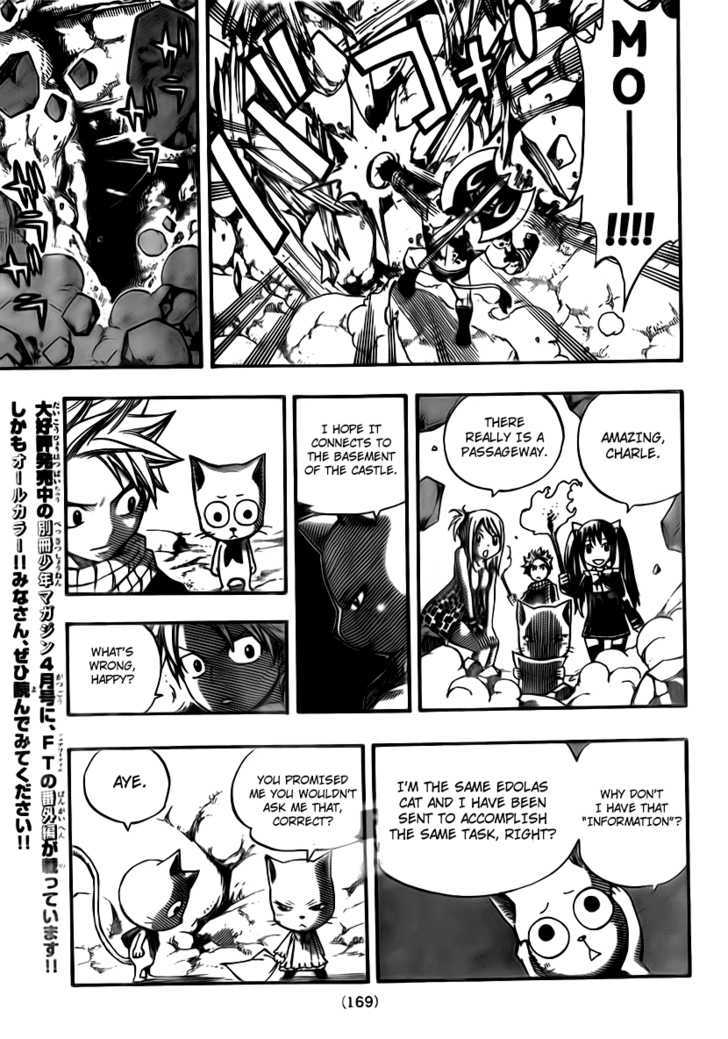 MO
—
!!!!
ドゴォ
AMAZING,
CHARLE.
THERE
REALLY IS A
PASSAGEWAY.
I HOPE IT
CONNECTS TO
THE BASEMENT
OF THE CASTLE.
WHAT'S
WRONG,
HAPPY?
WHY DON'T
I HAVE THAT
"INFORMATION"?
I'M THE SAME EDOLAS
CAT AND I HAVE BEEN
SENT TO ACCOMPLISH
THE SAME TASK, RIGHT?
YOU PROMISED
ME YOU WOULDN'T
ASK ME THAT,
CORRECT?
AYE.
大好評発売中の別冊少年マガジン4月号に、FTの番外編が載っています!!
しかもオールカラー!!みなさん、ぜひ読んでみてください!!
(169)